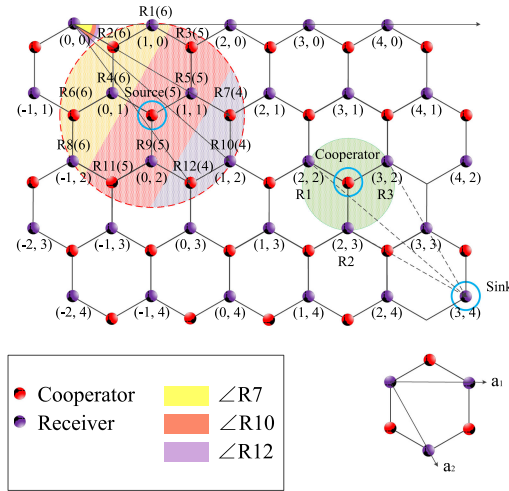 R1(6)
(0, 0) R2(6) (1, 0) R3(5) (2, 0) (3, 0) (4, 0)
R4(6) R5(5)
R6(6) Source(5) R7(4)
(-1, 1) (0, 1) (1, 1) (2, 1) (3, 1) (4, 1)
R8(6) R9(5) R10(4) Cooperator
R11(5) R12(4)
(-1, 2) (0, 2) (1, 2) (2, 2) (3, 2) (4, 2)
R1 R3
(-2, 3) (-1, 3) (0, 3) (1, 3) (2, 3) (3, 3)
R2
Sink
(-2, 4) (-1, 4) (0, 4) (1, 4) (2, 4) (3, 4)
Cooperator ∠R7
Receiver ∠R10
∠R12
a1
a2